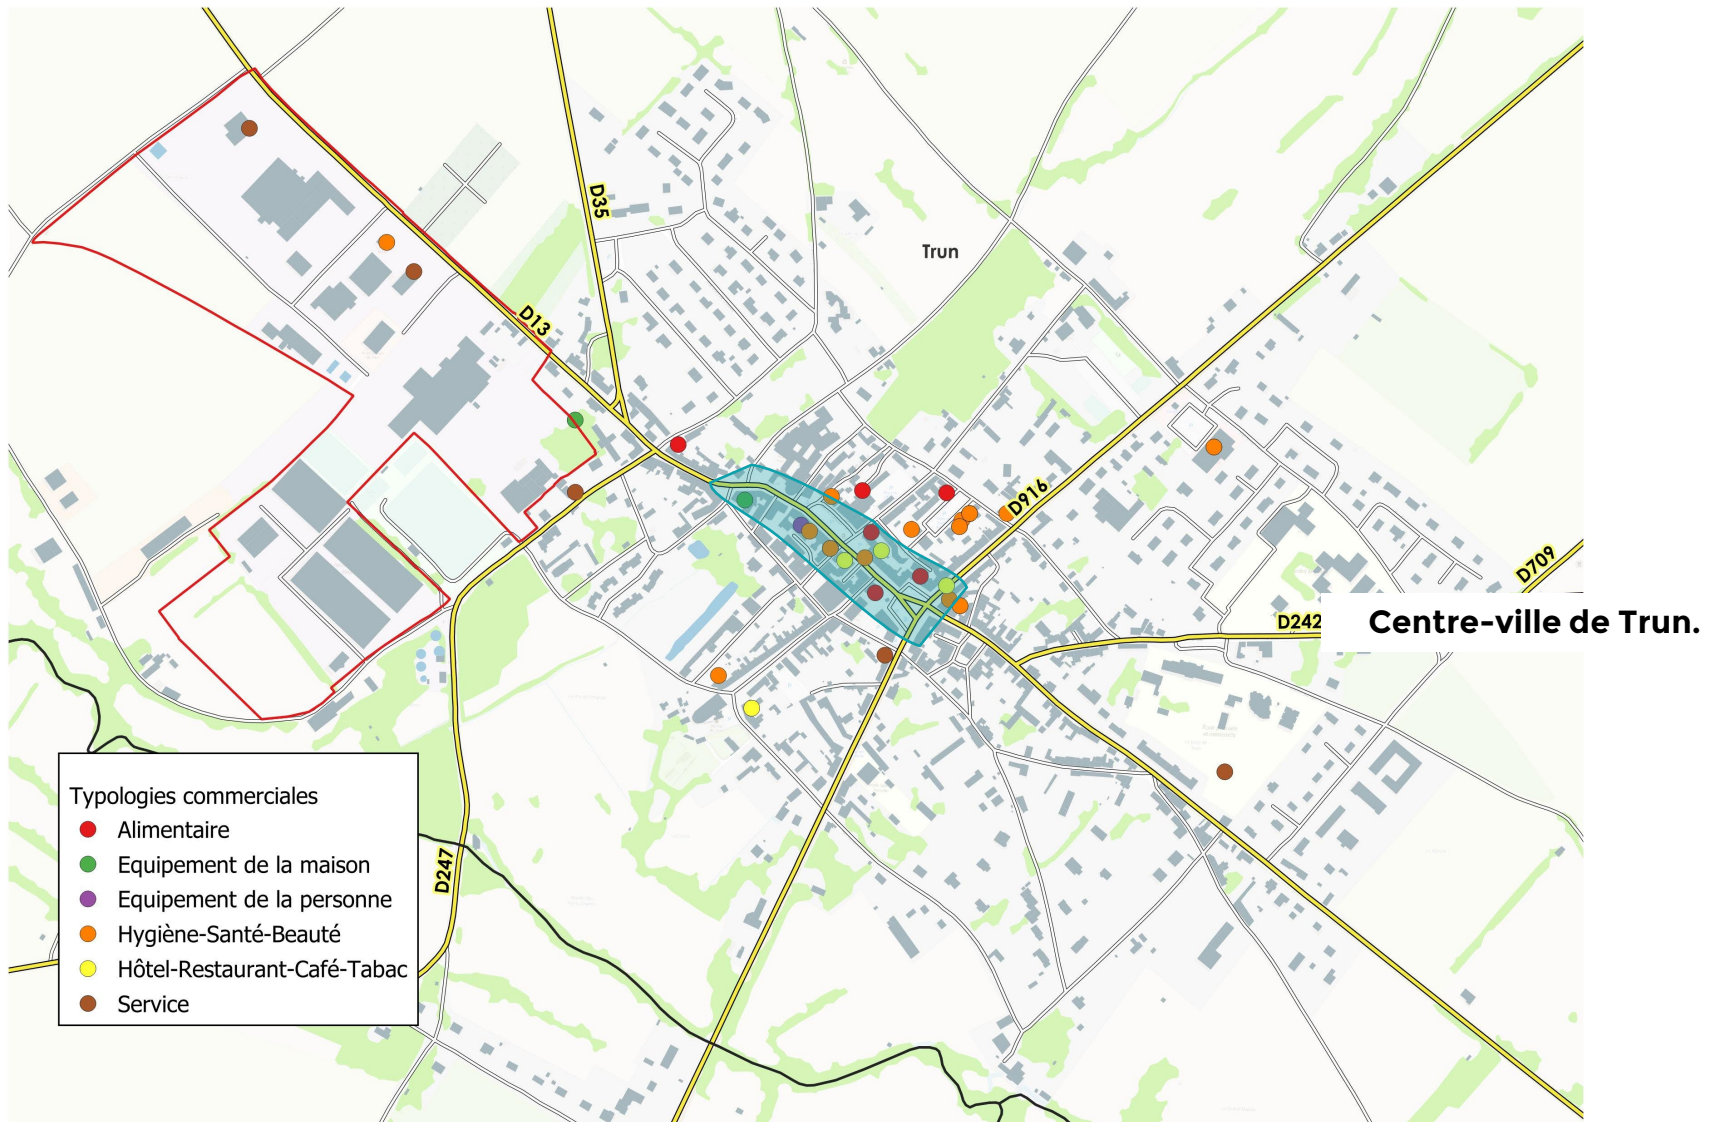 D35
Trun
D13
D916
D709
D242
Centre-ville de Trun.
D247
Typologies commerciales
Alimentaire
Equipement de la maison
Equipement de la personne
Hygiène-Santé-Beauté
Hôtel-Restaurant-Café-Tabac
Service